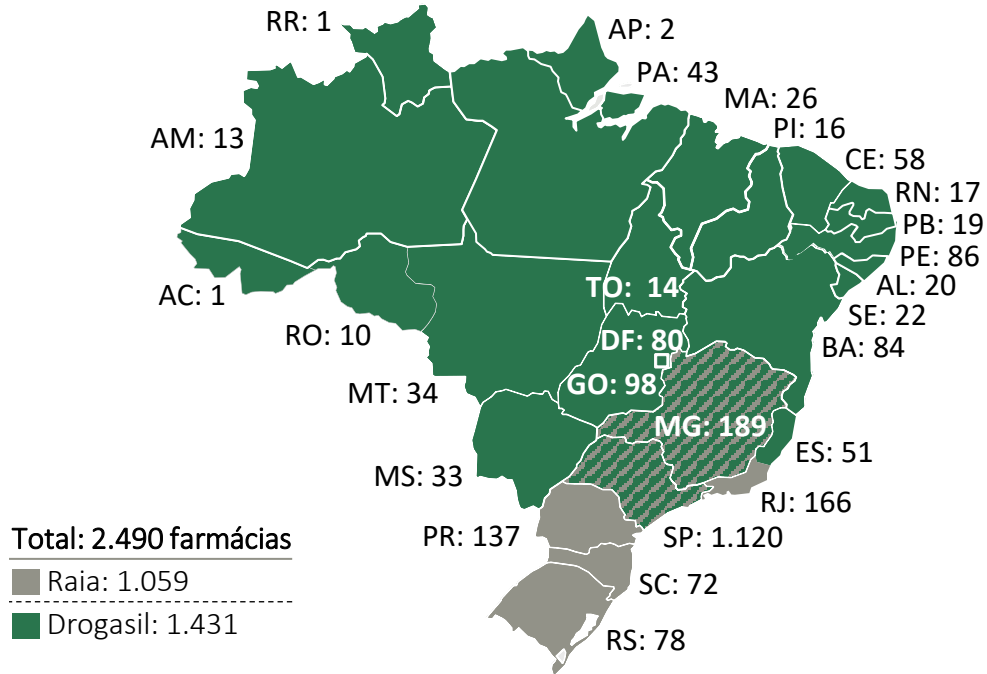 RR: 1
AP: 2
PA: 43
MA: 26
PI: 16
AM: 13
CE: 58
RN: 17
PB: 19
PE: 86
AL: 20
AC: 1
TO: 14
SE: 22
RO: 10
DF: 80
BA: 84
MT: 34
GO: 98
MG: 189
ES: 51
MS: 33
RJ: 166
PR: 137
SP: 1.120
Total: 2.490 farmácias
Raia: 1.059
SC: 72
Drogasil: 1.431
RS: 78